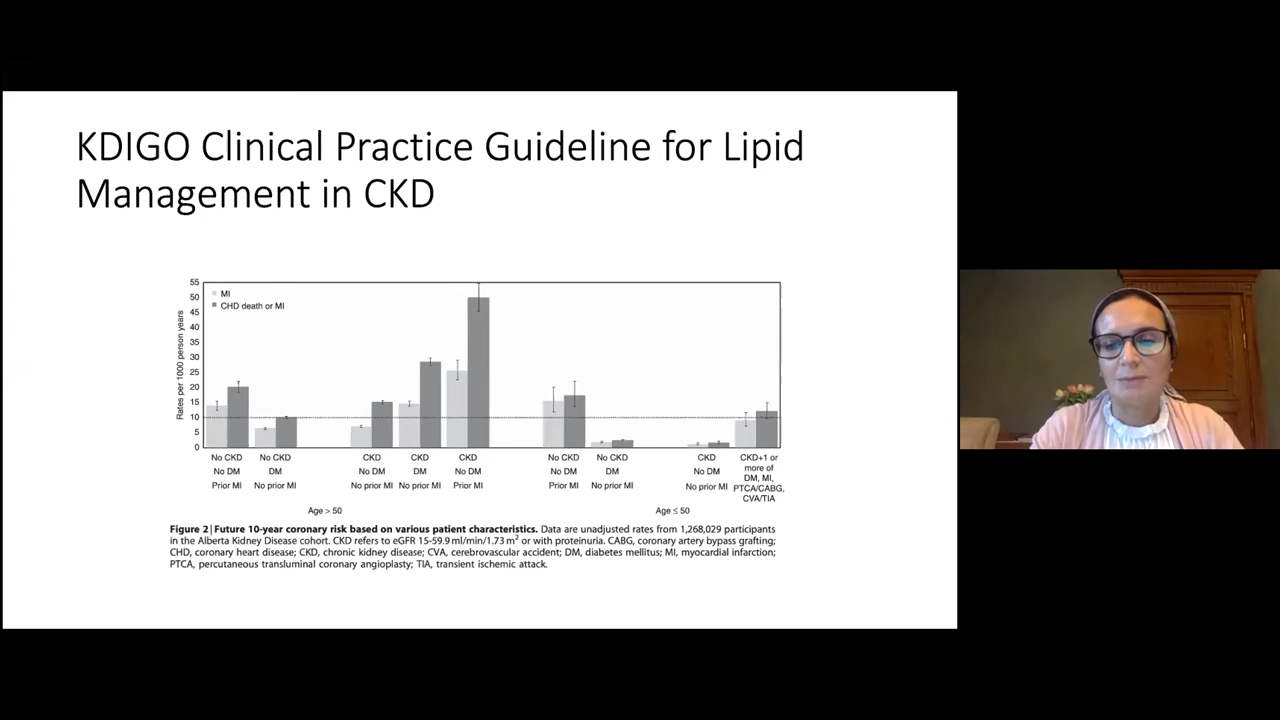 KDIGO Clinical Practice Guideline for Lipid
Management in CKD
MI
CHD death or MI
Rates per 1000 person years
55
50
45
40
35
30
25
20
15
10
5
0
No CKD
No DM
Prior MI
No CKD
DM
No prior MI
CKD
No DM
No prior MI
CKD
DM
No prior MI
CKD
No DM
Prior MI
No CKD
No DM
Prior MI
No CKD
DM
No prior MI
CKD
No DM
No prior MI
CKD+1 or
more of
DM, MI,
PTCA/CABG,
CVA/TIA
Age > 50
Age ≤ 50
Figure 2 | Future 10-year coronary risk based on various patient characteristics. Data are unadjusted rates from 1,268,029 participants
in the Alberta Kidney Disease cohort. CKD refers to eGFR 15-59.9 ml/min/1.73 m² or with proteinuria. CABG, coronary artery bypass grafting;
CHD, coronary heart disease; CKD, chronic kidney disease; CVA, cerebrovascular accident; DM, diabetes mellitus; MI, myocardial infarction;
PTCA, percutaneous transluminal coronary angioplasty; TIA, transient ischemic attack.